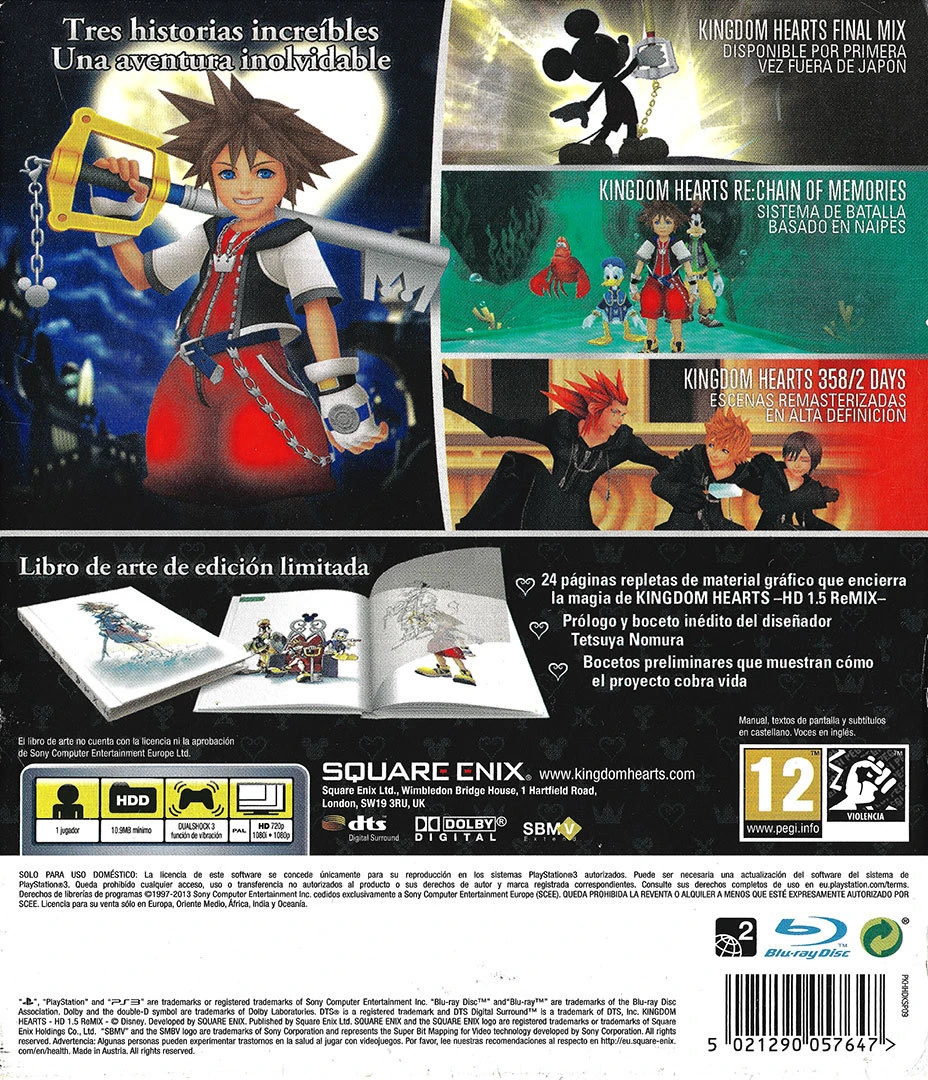 Tres historias increíbles
Una aventura inolvidable
KINGDOM HEARTS FINAL MIX
DISPONIBLE POR PRIMERA
VEZ FUERA DE JAPÓN
KINGDOM HEARTS RE:CHAIN OF MEMORIES
SISTEMA DE BATALLA
BASADO EN NAIPES
KINGDOM HEARTS 358/2 DAYS
ESCENAS REMASTERIZADAS
EN ALTA DEFINICIÓN
Libro de arte de edición limitada
24 páginas repletas de material gráfico que encierra
la magia de KINGDOM HEARTS –HD 1.5 ReMIX–
Prólogo y boceto inédito del diseñador
Tetsuya Nomura
Bocetos preliminares que muestran cómo
el proyecto cobra vida
Manual, textos de pantalla y subtítulos
en castellano. Voces en inglés.
El libro de arte no cuenta con la licencia ni la aprobación
de Sony Computer Entertainment Europe Ltd.
HDD
1 jugador
10.9MB mínimo
DUALSHOCK 3
función de vibración
PAL
HD 720p
1080i • 1080p
SQUARE ENIX. www.kingdomhearts.com
Square Enix Ltd., Wimbledon Bridge House, 1 Hartfield Road,
London, SW19 3RU, UK
dts
Digital Surround
DOLBY®
DIGITAL
SBMV
12
www.pegi.info
VIOLENCIA
SOLO PARA USO DOMÉSTICO: La licencia de este software se concede únicamente para su reproducción en los sistemas PlayStation®3 autorizados. Puede ser necesaria una actualización del software del sistema de
PlayStation®3. Queda prohibido cualquier acceso, uso o transferencia no autorizados al producto o sus derechos de autor y marca registrada correspondientes. Consulte sus derechos completos de uso en eu.playstation.com/terms.
Derechos de librerías de programas ©1997-2013 Sony Computer Entertainment Inc. cedidos exclusivamente a Sony Computer Entertainment Europe (SCEE). QUEDA PROHIBIDA LA REVENTA O ALQUILER A MENOS QUE ESTÉ EXPRESAMENTE AUTORIZADO POR
SCEE. Licencia para su venta sólo en Europa, Oriente Medio, África, India y Oceanía.
2
Blu-ray Disc™
®
PKHHDXSP09
"", "PlayStation" and "PS3" are trademarks or registered trademarks of Sony Computer Entertainment Inc. "Blu-ray Disc™" and"Blu-ray™" are trademarks of the Blu-ray Disc
Association. Dolby and the double-D symbol are trademarks of Dolby Laboratories. DTS® is a registered trademark and DTS Digital Surround™ is a trademark of DTS, Inc. KINGDOM
HEARTS - HD 1.5 ReMIX - © Disney. Developed by SQUARE ENIX. Published by Square Enix Ltd. SQUARE ENIX and the SQUARE ENIX logo are registered trademarks or trademarks of Square
Enix Holdings Co., Ltd. "SBMV" and the SMBV logo are trademarks of Sony Corporation and represents the Super Bit Mapping for Video technology developed by Sony Corporation. All rights
reserved. Advertencia: Algunas personas pueden experimentar trastornos en la salud al jugar con videojuegos. Por favor, lee nuestras recomendaciones al respecto en http://eu.square-enix.
com/en/health. Made in Austria. All rights reserved.
5 021290 057647 >